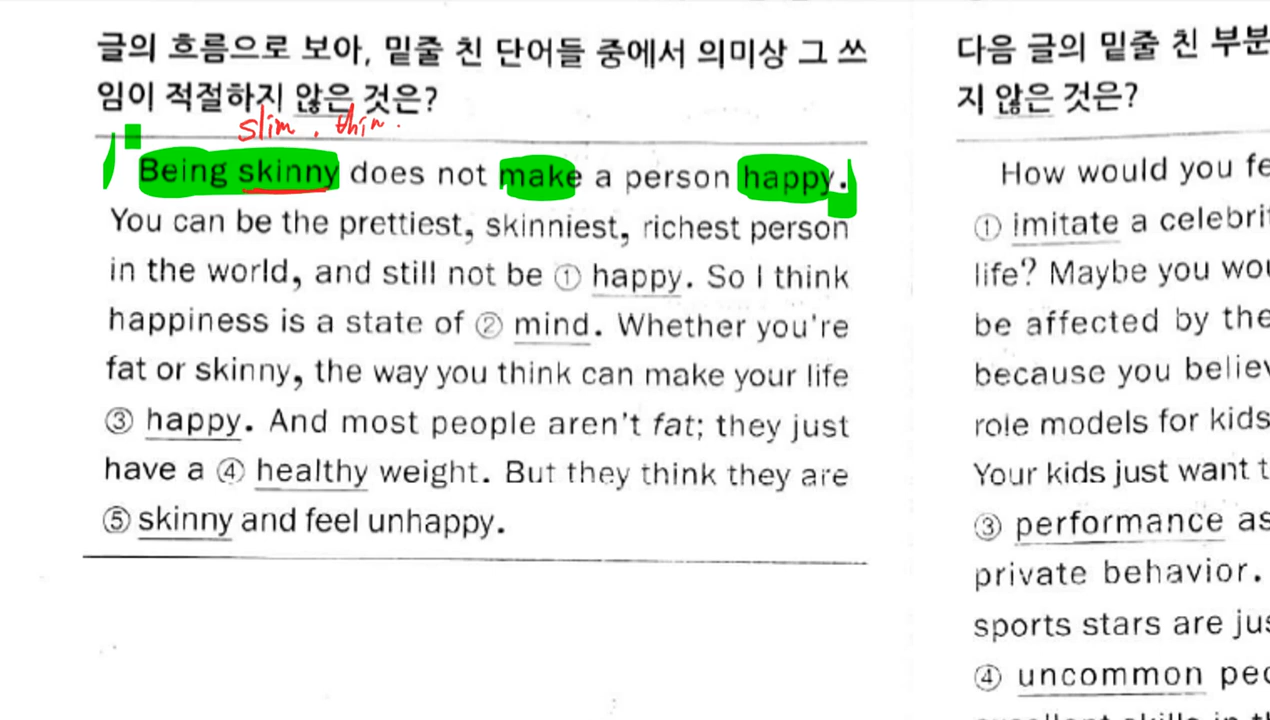 글의 흐름으로 보아, 밑줄 친 단어들 중에서 의미상 그 쓰
임이 적절하지 않은 것은?
slim. thin.
Being skinny does not make a person happy.
You can be the prettiest, skinniest, richest person
in the world, and still not be ① happy. So I think
happiness is a state of ② mind. Whether you're
fat or skinny, the way you think can make your life
③ happy. And most people aren't fat; they just
have a ④ healthy weight. But they think they are
⑤ skinny and feel unhappy.
다음 글의 밑줄 친 부분
지 않은 것은?
How would you fe
① imitate a celebrit
life? Maybe you wou
be affected by the
because you believ
role models for kids
Your kids just want t
③ performance as
private behavior.
sports stars are jus
④ uncommon peo